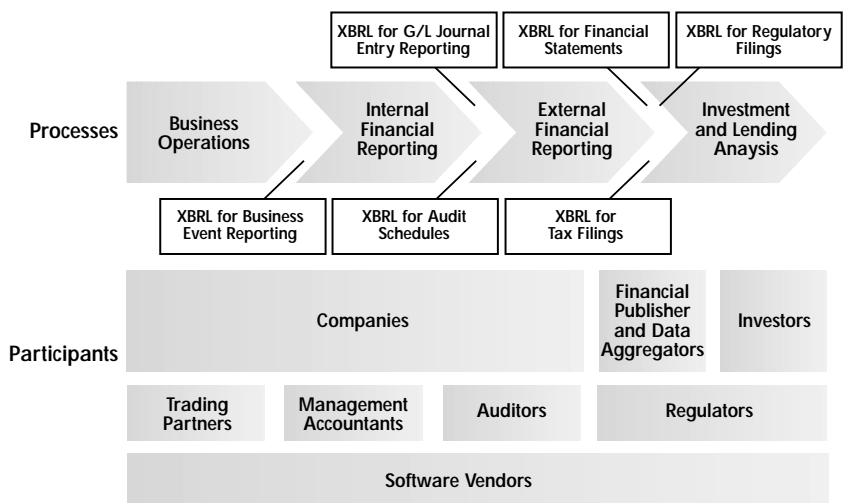 XBRL for G/L Journal
Entry Reporting
XBRL for Financial
Statements
XBRL for Regulatory
Filings
Processes
Business
Operations
Internal
Financial
Reporting
External
Financial
Reporting
Investment
and Lending
Anaysis
XBRL for Business
Event Reporting
XBRL for Audit
Schedules
XBRL for
Tax Filings
Participants
Companies
Financial
Publisher
and Data
Aggregators
Investors
Trading
Partners
Management
Accountants
Auditors
Regulators
Software Vendors